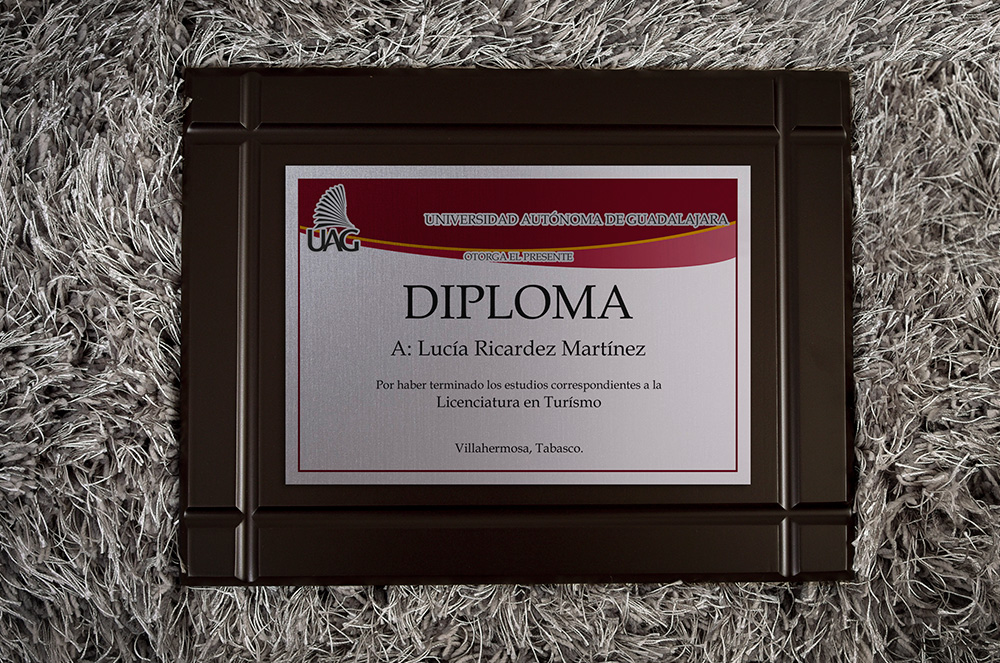 UAG
UNIVERSIDAD AUTÓNOMA DE GUADALAJARA
OTORGA EL PRESENTE
DIPLOMA
A: Lucía Ricardez Martínez
Por haber terminado los estudios correspondientes a la
Licenciatura en Turísmo
Villahermosa, Tabasco.